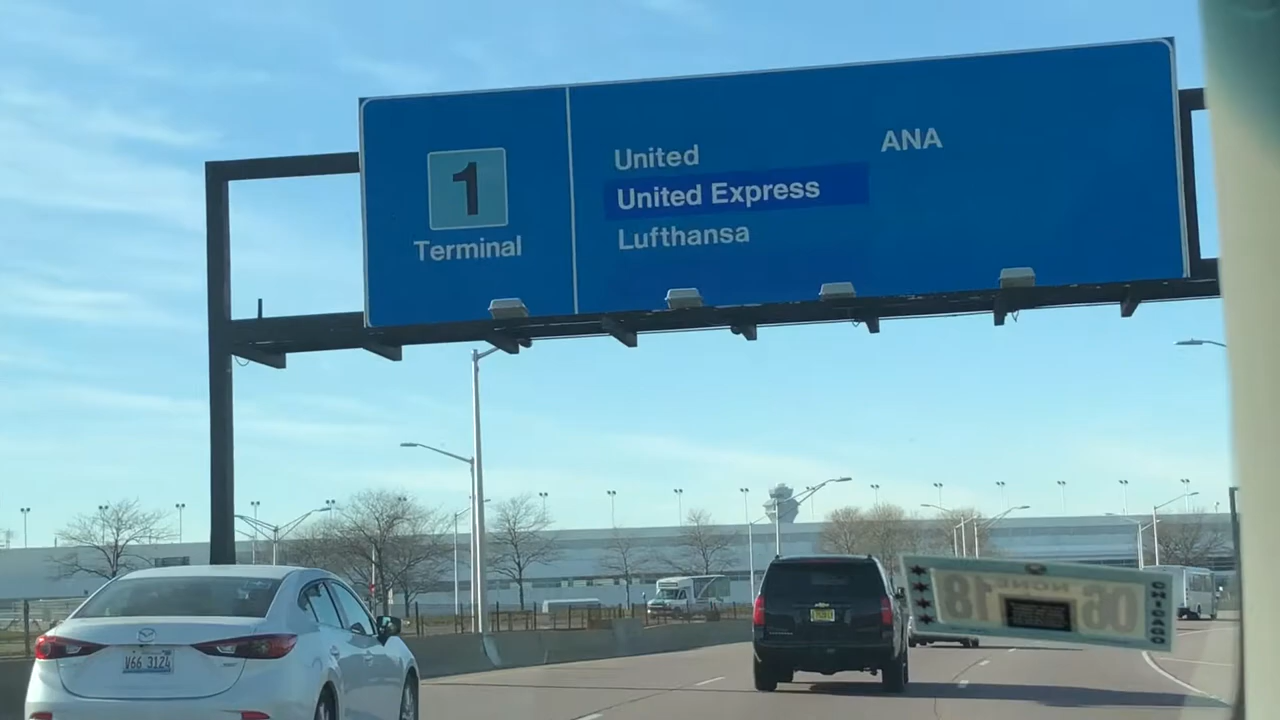 1
Terminal
United
United Express
Lufthansa
ANA
V66 3124
CHICAGO